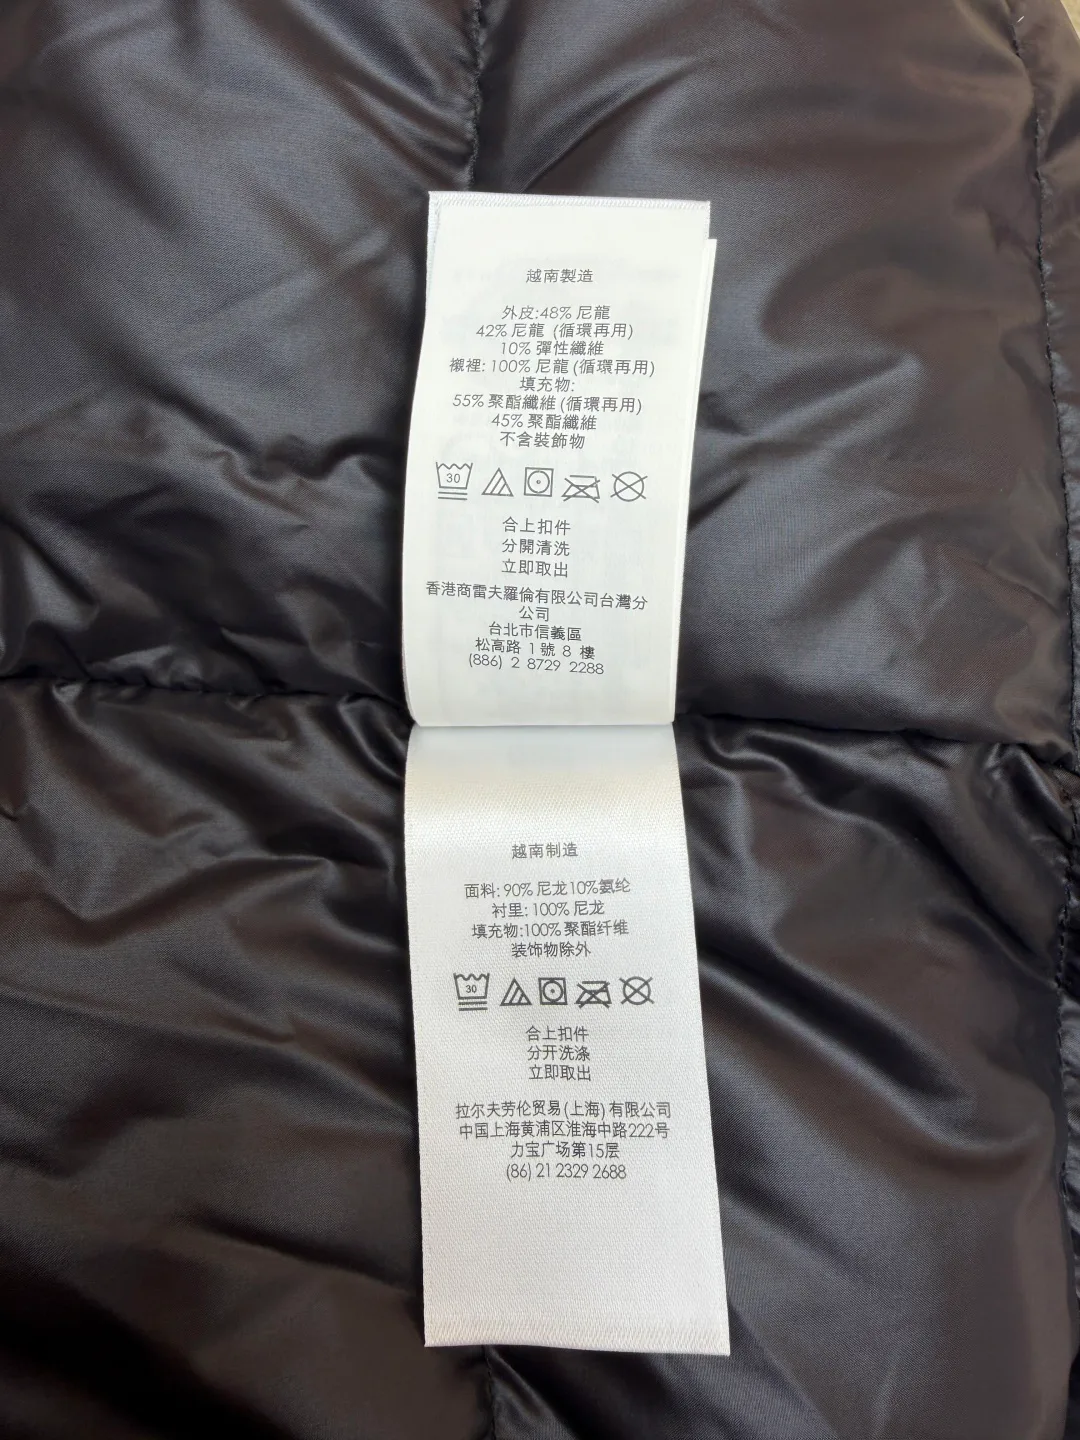 越南製造
外皮:48% 尼龍
42% 尼龍 (循環再用)
10% 彈性纖維
襯裡: 100% 尼龍 (循環再用)
填充物:
55% 聚酯纖維 (循環再用)
45% 聚酯纖維
不含裝飾物
30
合上扣件
分開清洗
立即取出
香港商雷夫羅倫有限公司台灣分
公司
台北市信義區
松高路 1 號 8 樓
(886) 2 8729 2288
越南制造
面料: 90% 尼龙10%氨纶
衬里: 100% 尼龙
填充物:100% 聚酯纤维
装饰物除外
30
合上扣件
分开洗涤
立即取出
拉尔夫劳伦贸易(上海)有限公司
中国上海黄浦区淮海中路222号
力宝广场第15层
(86) 21 2329 2688